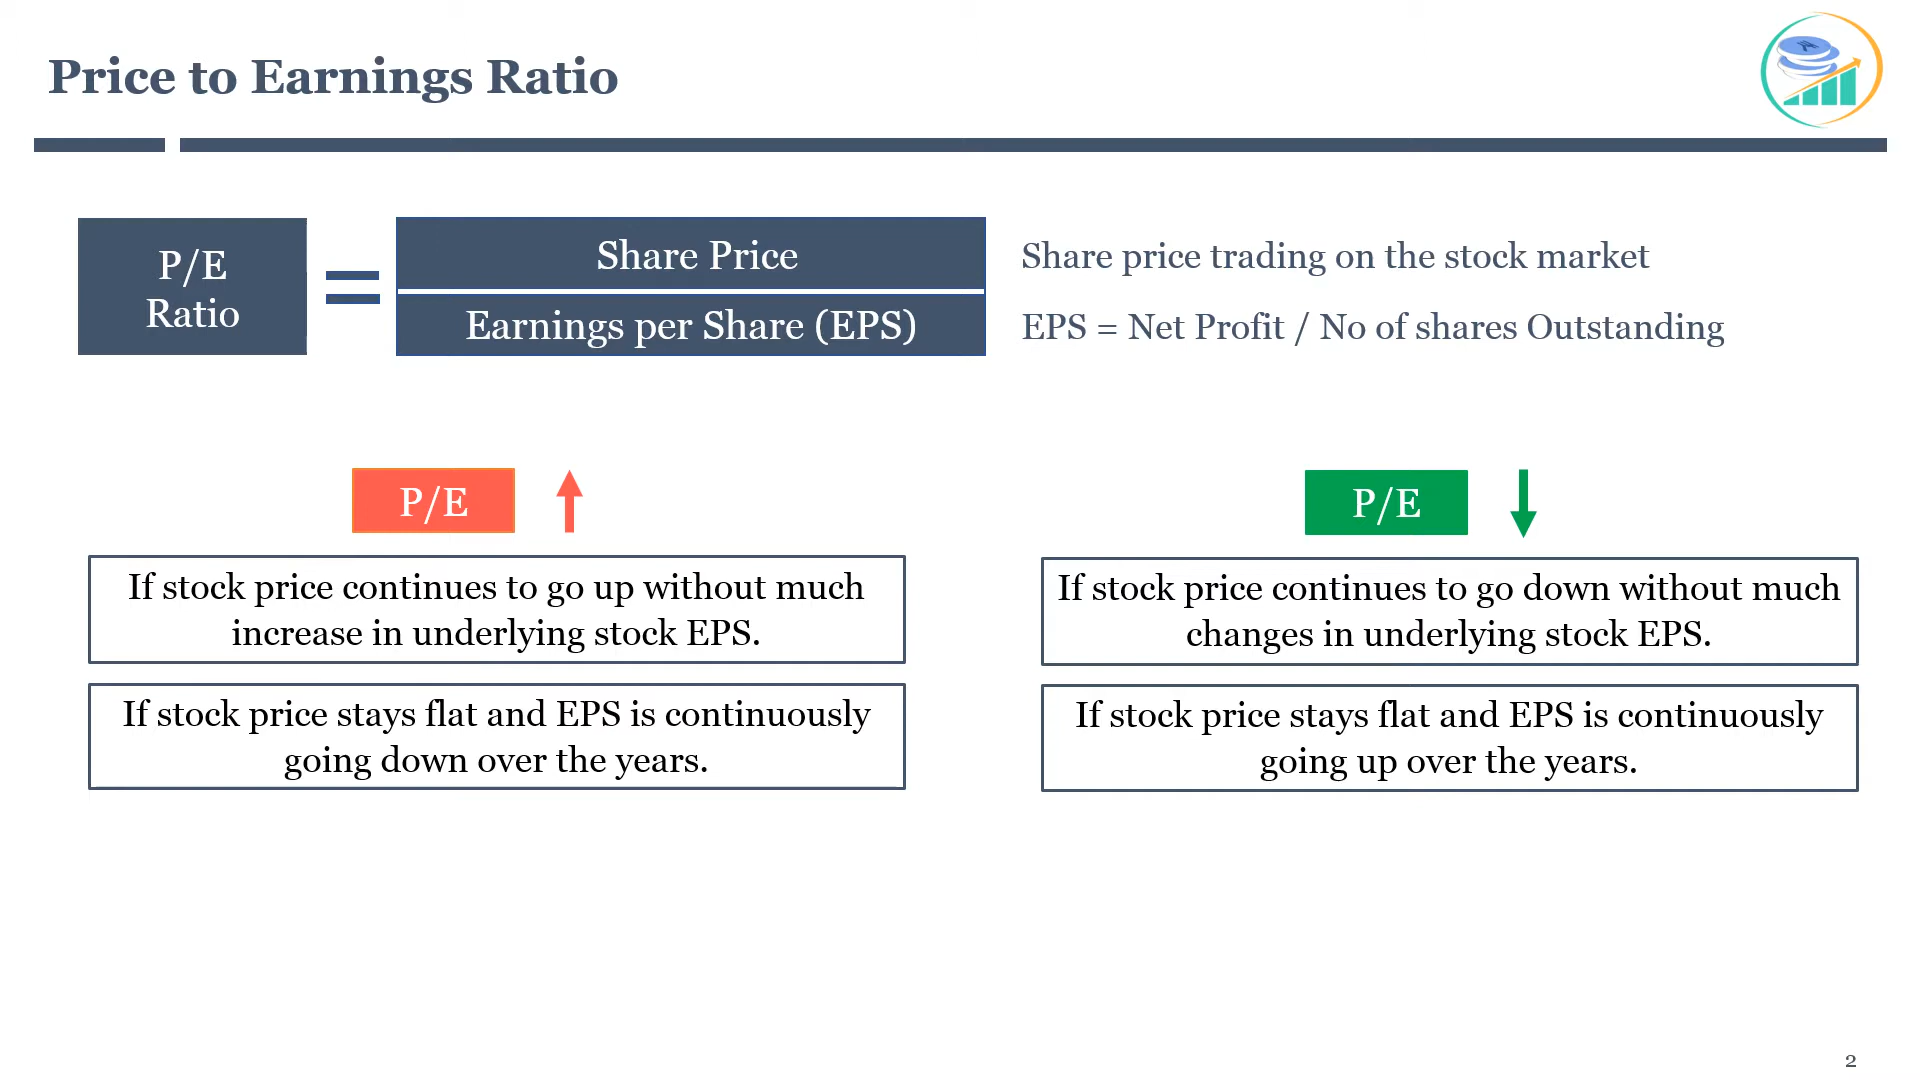 Price to Earnings Ratio
P/E
Ratio
=
Share Price
Earnings per Share (EPS)
Share price trading on the stock market
EPS = Net Profit / No of shares Outstanding
P/E
If stock price continues to go up without much
increase in underlying stock EPS.
If stock price stays flat and EPS is continuously
going down over the years.
P/E
If stock price continues to go down without much
changes in underlying stock EPS.
If stock price stays flat and EPS is continuously
going up over the years.
2